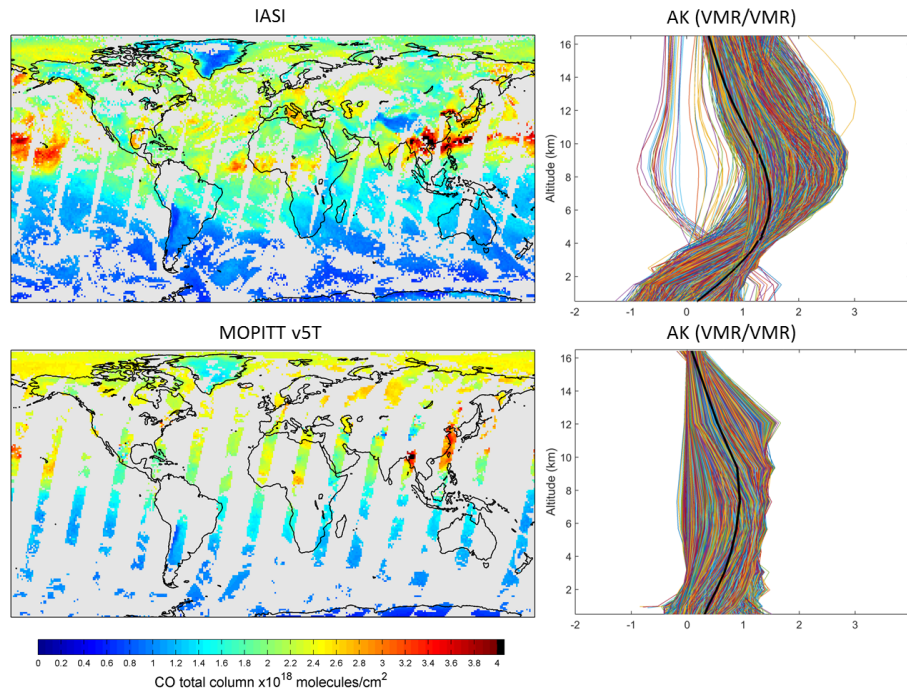 IASI
AK (VMR/VMR)
16
14
12
10
8
6
4
2
Altitude (km)
-2 -1 0 1 2 3
MOPITT v5T
AK (VMR/VMR)
16
14
12
10
8
6
4
2
Altitude (km)
-2 -1 0 1 2 3
0 0.2 0.4 0.6 0.8 1 1.2 1.4 1.6 1.8 2 2.2 2.4 2.6 2.8 3 3.2 3.4 3.6 3.8 4
CO total column x10¹⁸ molecules/cm²